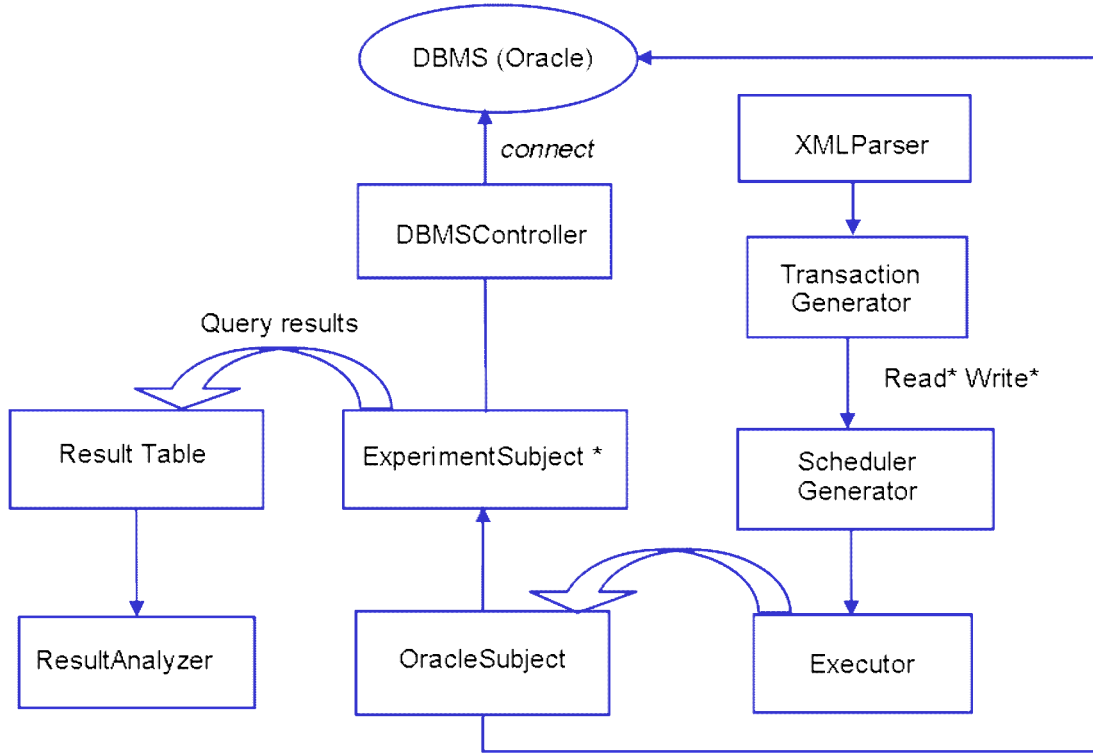 DBMS (Oracle)
connect
XMLParser
DBMSController
Transaction
Generator
Query results
Read* Write*
Result Table
ExperimentSubject *
Scheduler
Generator
ResultAnalyzer
OracleSubject
Executor